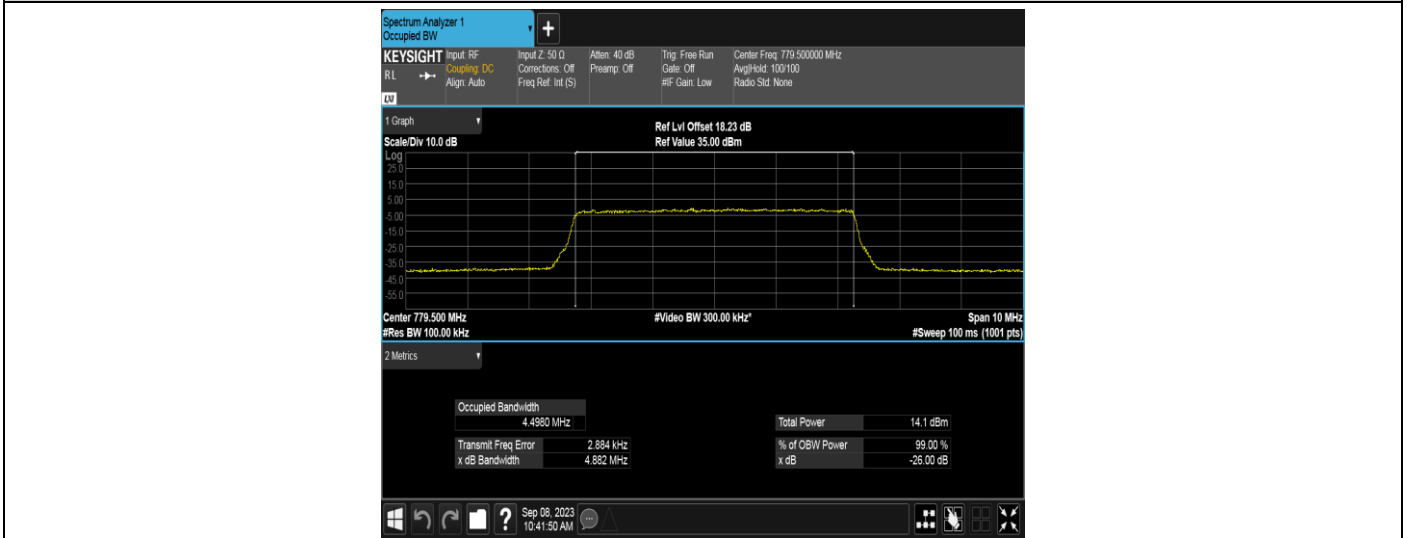 Spectrum Analyzer 1
Occupied BW
+
KEYSIGHT Input: RF Input Z: 50 Ω Atten: 40 dB Trig: Free Run Center Freq: 779.500000 MHz
RL Coupling: DC Corrections: Off Preamp: Off Gate: Off Avg|Hold: 100/100
Align: Auto Freq Ref: Int (S) #IF Gain: Low Radio Std: None
LXI
1 Graph Ref Lvl Offset 18.23 dB
Scale/Div 10.0 dB Ref Value 35.00 dBm
Log
25.0
15.0
5.00
-5.00
-15.0
-25.0
-35.0
-45.0
-55.0
Center 779.500 MHz #Video BW 300.00 kHz* Span 10 MHz
#Res BW 100.00 kHz #Sweep 100 ms (1001 pts)
2 Metrics
Occupied Bandwidth
4.4980 MHz Total Power 14.1 dBm
Transmit Freq Error 2.884 kHz % of OBW Power 99.00 %
x dB Bandwidth 4.882 MHz x dB -26.00 dB
? Sep 08, 2023
10:41:50 AM